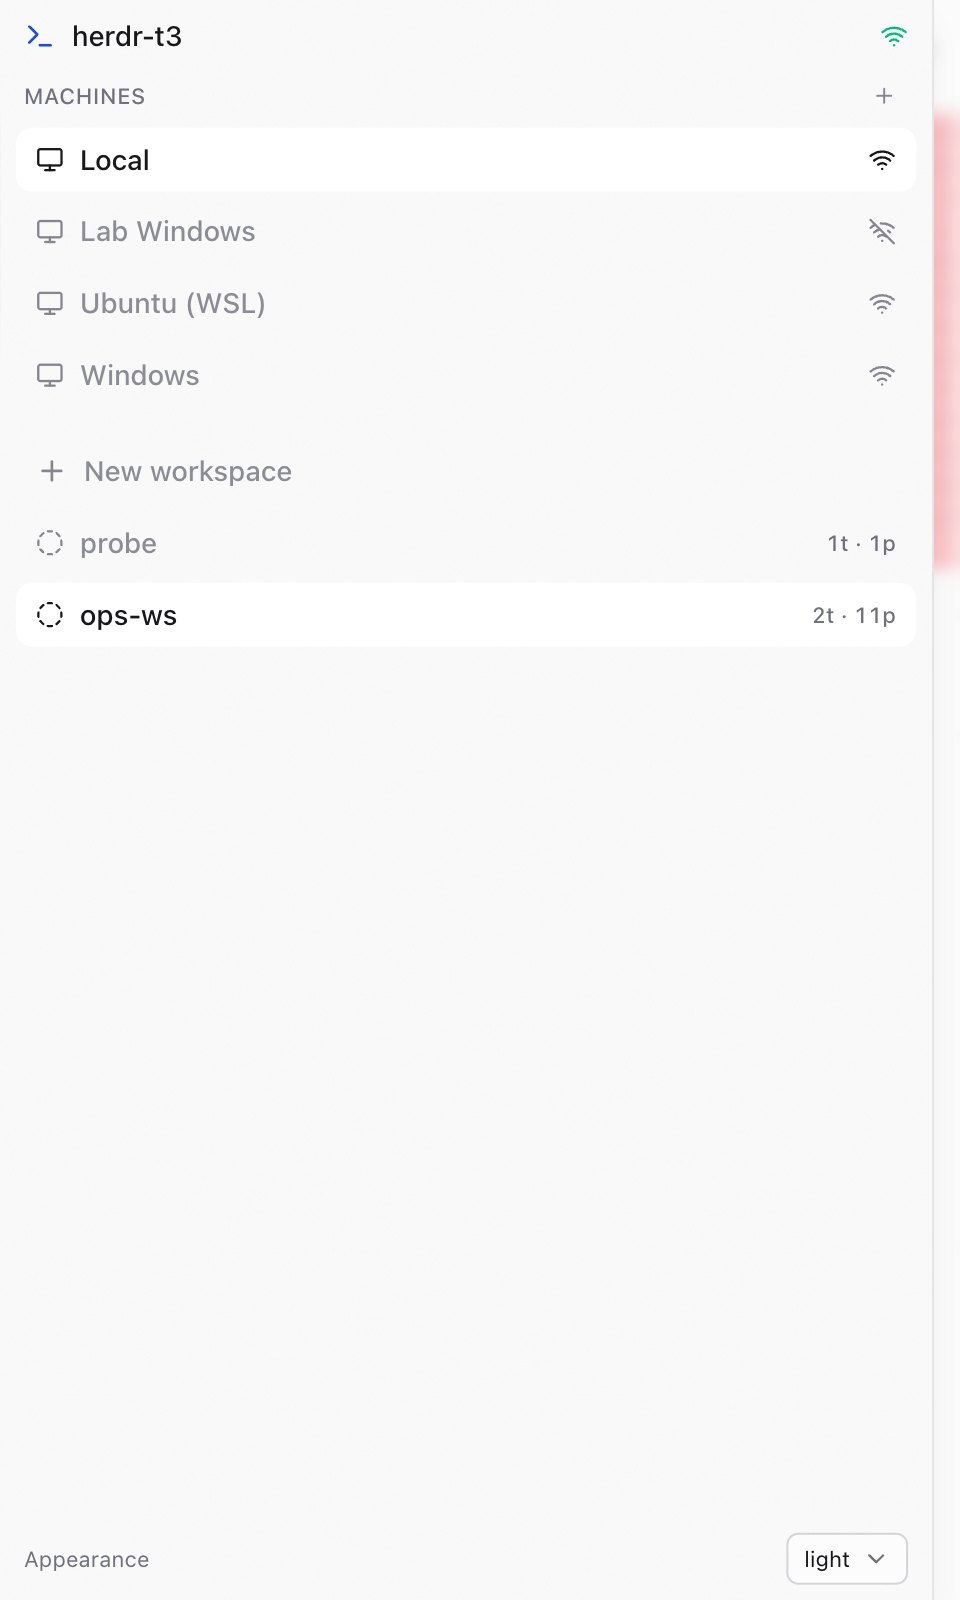 herdr-t3
MACHINES
Local
Lab Windows
Ubuntu (WSL)
Windows
New workspace
probe 1t · 1p
ops-ws 2t · 11p
Appearance light